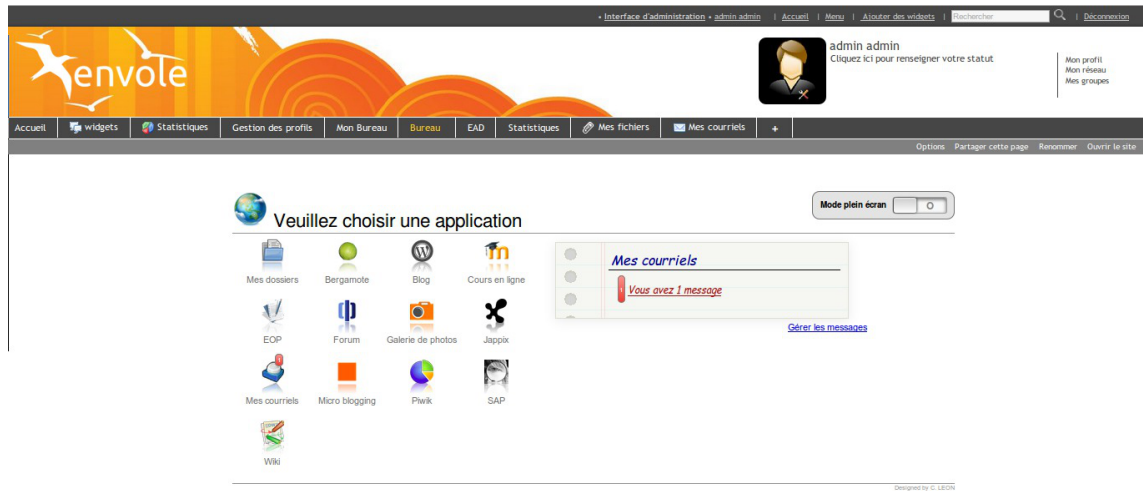 • Interface d'administration • admin admin | Accueil | Menu | Ajouter des widgets | Rechercher | Déconnexion
envole
admin admin
Cliquez ici pour renseigner votre statut
Mon profil
Mon réseau
Mes groupes
Accueil widgets Statistiques Gestion des profils Mon Bureau Bureau EAD Statistiques Mes fichiers Mes courriels +
Options Partager cette page Renommer Ouvrir le site
Veuillez choisir une application
Mode plein écran
Mes dossiers Bergamote Blog Cours en ligne
Mes courriels
1 Vous avez 1 message
Gérer les messages
EOP Forum Galerie de photos Jappix
1
Mes courriels Micro blogging Piwik SAP
Wiki
Designed by C. LEON